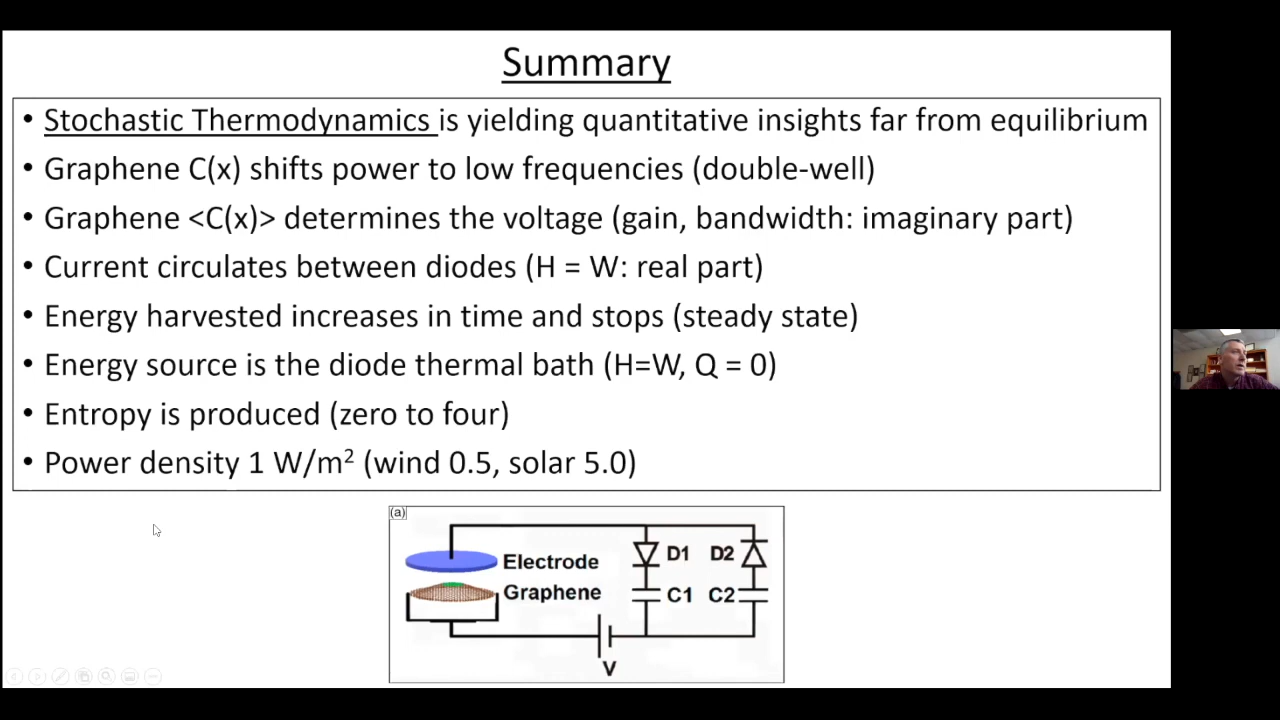 Summary
• Stochastic Thermodynamics is yielding quantitative insights far from equilibrium
• Graphene C(x) shifts power to low frequencies (double-well)
• Graphene <C(x)> determines the voltage (gain, bandwidth: imaginary part)
• Current circulates between diodes (H = W: real part)
• Energy harvested increases in time and stops (steady state)
• Energy source is the diode thermal bath (H=W, Q = 0)
• Entropy is produced (zero to four)
• Power density 1 W/m² (wind 0.5, solar 5.0)
(a)
Electrode
D1 D2
Graphene
C1 C2
V